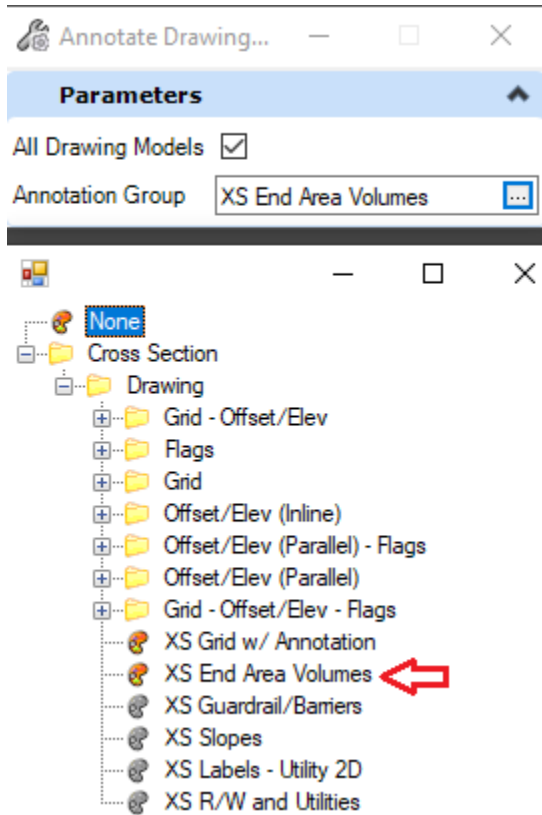 Annotate Drawing...
Parameters
All Drawing Models
Annotation Group XS End Area Volumes ...
None
Cross Section
Drawing
Grid - Offset/Elev
Flags
Grid
Offset/Elev (Inline)
Offset/Elev (Parallel) - Flags
Offset/Elev (Parallel)
Grid - Offset/Elev - Flags
XS Grid w/ Annotation
XS End Area Volumes
XS Guardrail/Barriers
XS Slopes
XS Labels - Utility 2D
XS R/W and Utilities